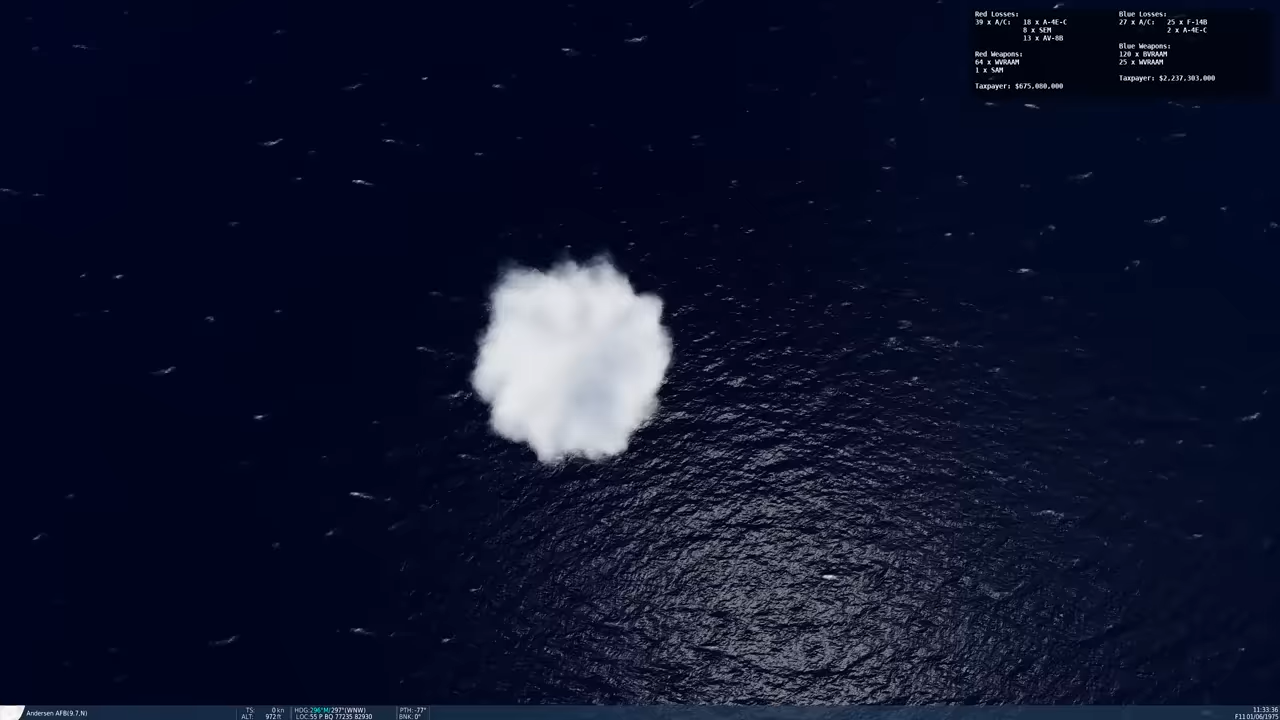 Red Losses:
39 x A/C: 18 x A-4E-C
8 x SEM
13 x AV-8B
Red Weapons:
64 x WVRAAM
1 x SAM
Taxpayer: $675,080,000
Blue Losses:
27 x A/C: 25 x F-14B
2 x A-4E-C
Blue Weapons:
120 x BVRAAM
25 x WVRAAM
Taxpayer: $2,237,303,000
Andersen AFB(9.7,N)
TS: 0 kn
ALT: 972 ft
HDG:296°M/297°(WNW)
LOC:55 P BQ 77235 82930
PTH: -77°
BNK: 0°
11:33:36
F11 01/06/1975